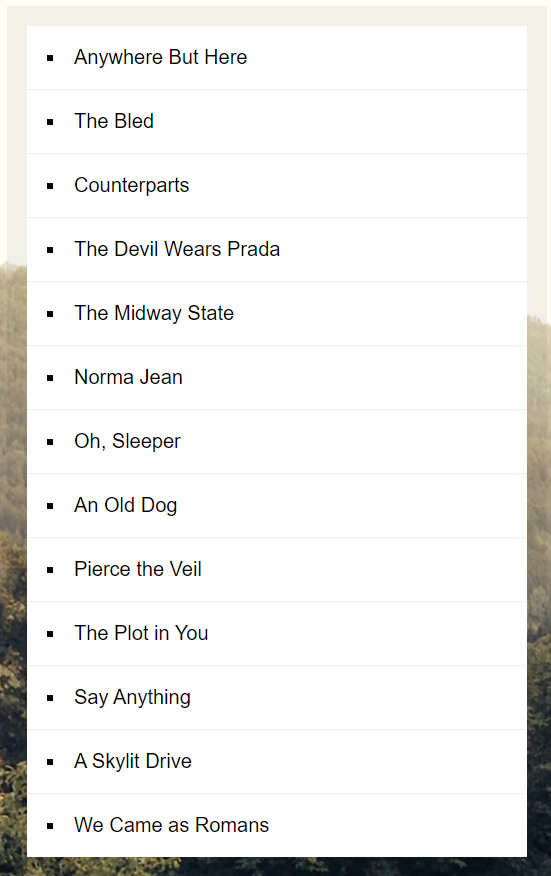 Anywhere But Here
The Bled
Counterparts
The Devil Wears Prada
The Midway State
Norma Jean
Oh, Sleeper
An Old Dog
Pierce the Veil
The Plot in You
Say Anything
A Skylit Drive
We Came as Romans